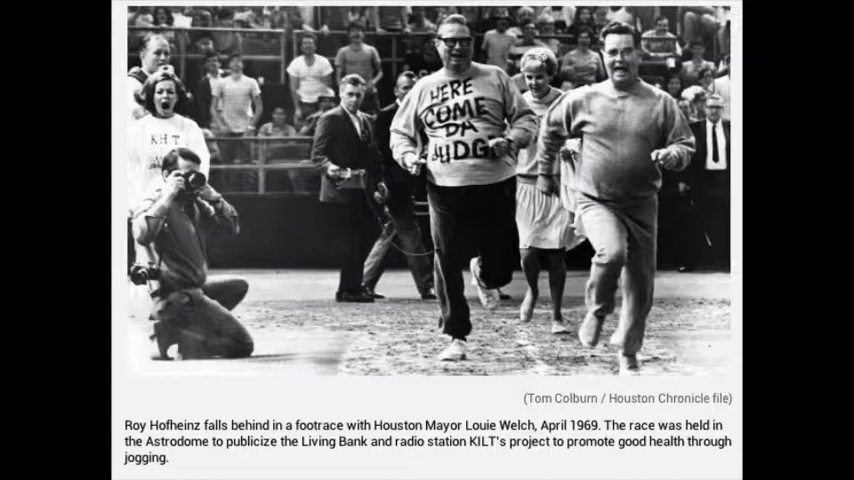 HERE
COME
DA
JUDGE
KHT
(Tom Colburn / Houston Chronicle file)
Roy Hofheinz falls behind in a footrace with Houston Mayor Louie Welch, April 1969. The race was held in
the Astrodome to publicize the Living Bank and radio station KILT's project to promote good health through
jogging.